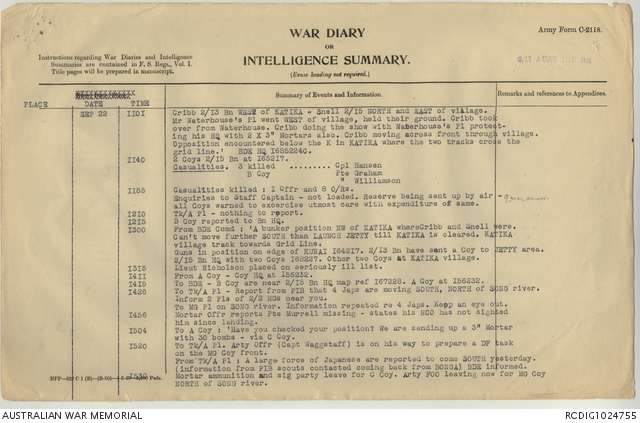 WAR DIARY
OR
INTELLIGENCE SUMMARY.
(Erase heading not required.)
Army Form C-2118.
Instructions regarding War Diaries and Intelligence
Summaries are contained in F. S. Regs., Vol. I.
Title pages will be prepared in manuscript.
PLACE DATE TIME Summary of Events and Information. Remarks and references to Appendices.
SEP 22 1101 Cribb 2/13 Bn WEST of KATIKA - Snell 2/15 NORTH and EAST of village.
Mr Waterhouse's Pl went WEST of village, held their ground. Cribb took
over from Waterhouse. Cribb doing the show with Waterhouse's Pl protect-
ing his HQ with 2 X 3" Mortars also. Cribb moving across front through village.
Opposition encountered below the K in KATIKA where the two tracks cross the
grid line.' BDE HQ 16552240.
1140 2 Coys 2/15 Bn at 165217.
Casualties. 3 killed ......... Cpl Hansen
B Coy Pte Graham
" Williamson
1155 Casualties killed : 1 Offr and 8 O/Rs.
Enquiries to Staff Captain - not loaded. Reserve being sent up by air -
all Coys warned to exercise utmost care with expenditure of same.
1210 Tk/A Pl - nothing to report.
1215 B Coy reported to Bn HQ.
1300 From BDE Comd : 'A bunker position NW of KATIKA whereCribb and Snell were.
Can't move further SOUTH than LAUNCH JETTY till KATIKA is cleared. KATIKA
village track towards Grid Line.
Guns in position on edge of KUNAI 164217. 2/13 Bn have sent A Coy to JETTY area.
2/15 Bn HQ with two Coys 162227. Other two Coys at KATIKA village.
1315 Lieut Nicholson placed on seriously ill list.
1411 From A Coy - Coy HQ at 156232.
1415 To BDE - B Coy are near 2/15 Bn HQ map ref 167228. A Coy at 156232.
1428 To TK/A Pl - Report from PIB that 4 Japs are moving SOUTH, NORTH of SONG river.
Inform 2 Pls of 2/2 MGs near you.
To MG Pl on SONG river. Information repeated re 4 Japs. Keep an eye out.
1456 Mortar Offr reports Pte Murrell missing - states his NCO has not sighted
him since landing.
1504 To A Coy : 'Have you checked your position? We are sending up a 3" Mortar
with 30 bombs - via C Coy.
1520 To Tk/A Pl. Arty Offr (Capt Waggstaff) is on his way to prepare a DF task
on the MG Coy front.
From TK/A Pl : A large force of Japanese are reported to come SOUTH yesterday.
(information from PIB scouts contacted coming back from BONGA) BDE informed.
1530 Mortar ammunition and sig party leave for C Coy. Arty FOO leaving now for MG Coy
NORTH of SONG river.
AUSTRALIAN WAR MEMORIAL
RCDIG1024755